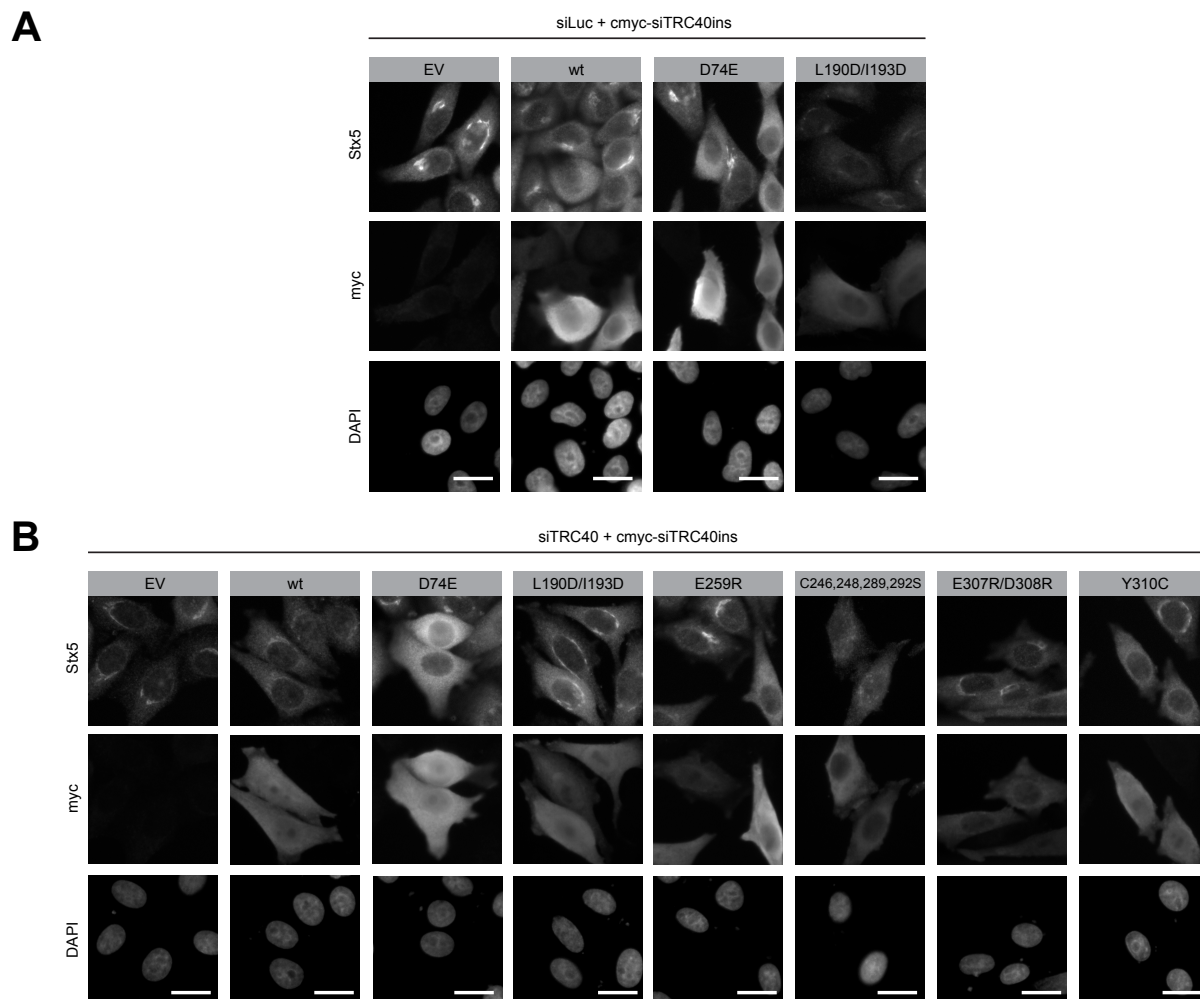 A
siLuc + cmyc-siTRC40ins
EV wt D74E L190D/I193D
Stx5
myc
DAPI
B
siTRC40 + cmyc-siTRC40ins
EV wt D74E L190D/I193D E259R C246,248,289,292S E307R/D308R Y310C
Stx5
myc
DAPI